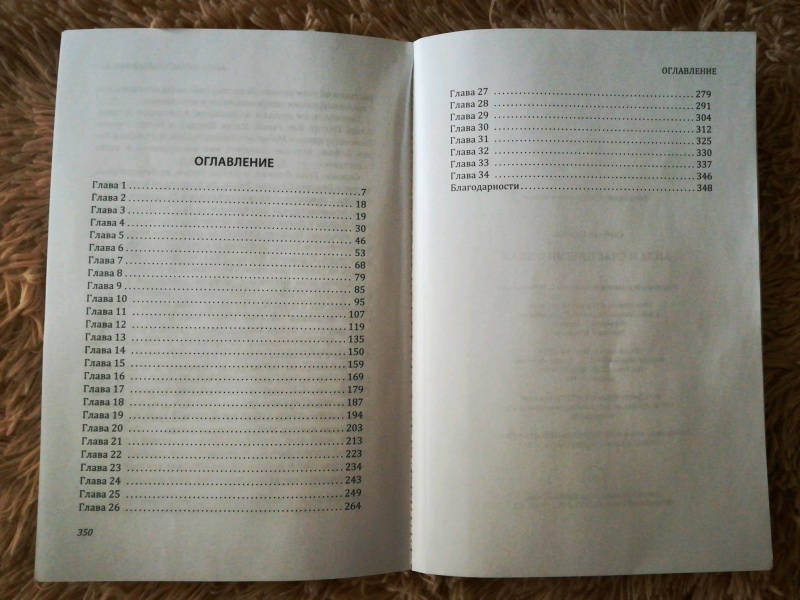 ОГЛАВЛЕНИЕ
Глава 1 ........ 7
Глава 2 ........ 18
Глава 3 ........ 19
Глава 4 ........ 30
Глава 5 ........ 46
Глава 6 ........ 53
Глава 7 ........ 68
Глава 8 ........ 79
Глава 9 ........ 85
Глава 10 ........ 95
Глава 11 ........ 107
Глава 12 ........ 119
Глава 13 ........ 135
Глава 14 ........ 150
Глава 15 ........ 159
Глава 16 ........ 169
Глава 17 ........ 179
Глава 18 ........ 187
Глава 19 ........ 194
Глава 20 ........ 203
Глава 21 ........ 213
Глава 22 ........ 223
Глава 23 ........ 234
Глава 24 ........ 243
Глава 25 ........ 249
Глава 26 ........ 264
350
ОГЛАВЛЕНИЕ
Глава 27 ........ 279
Глава 28 ........ 291
Глава 29 ........ 304
Глава 30 ........ 312
Глава 31 ........ 325
Глава 32 ........ 330
Глава 33 ........ 337
Глава 34 ........ 346
Благодарности ........ 348